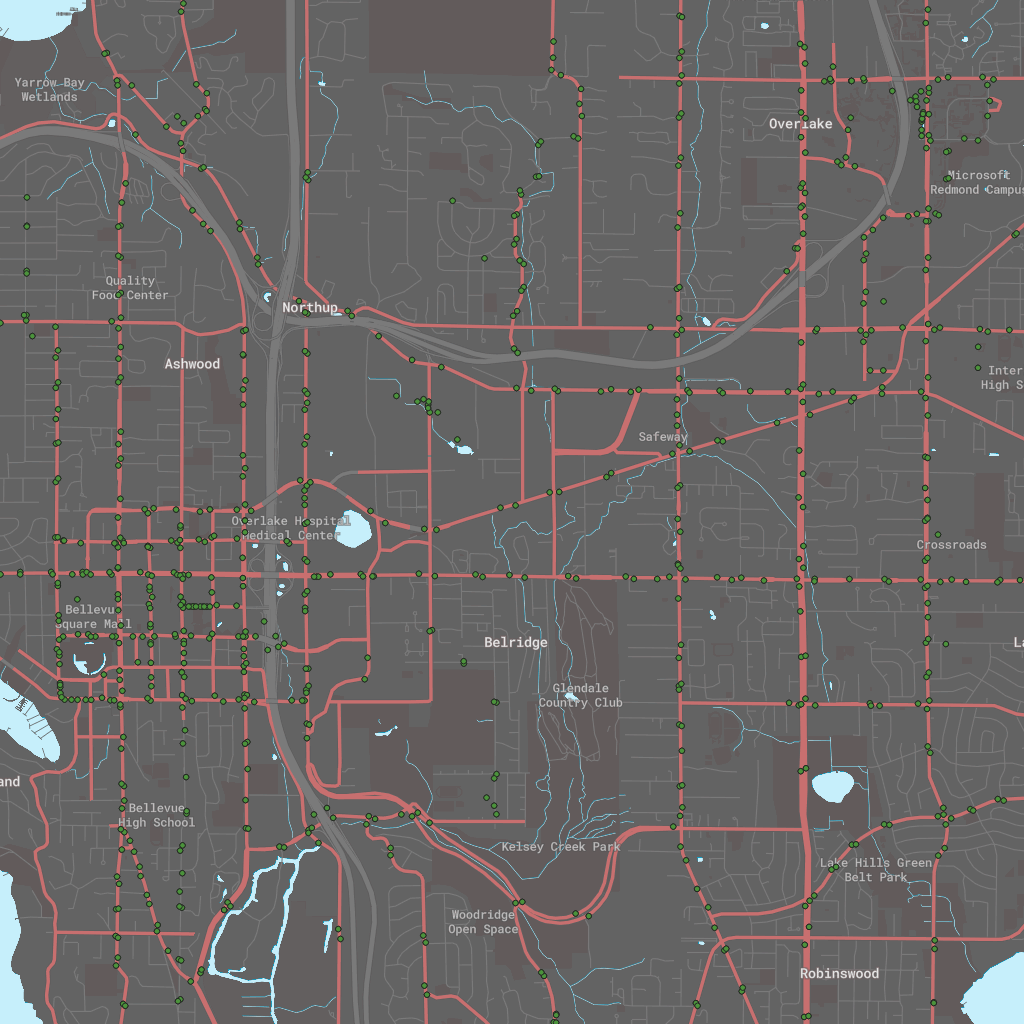 Yarrow Bay
Wetlands
Overlake
Microsoft
Redmond Campus
Quality
Food Center
Northup
Ashwood
Inter
High S
Safeway
Overlake Hospital
Medical Center
Crossroads
Bellevu
Square Mall
Belridge
La
Glendale
Country Club
and
Bellevue
High School
Kelsey Creek Park
Lake Hills Green
Belt Park
Woodridge
Open Space
Robinswood